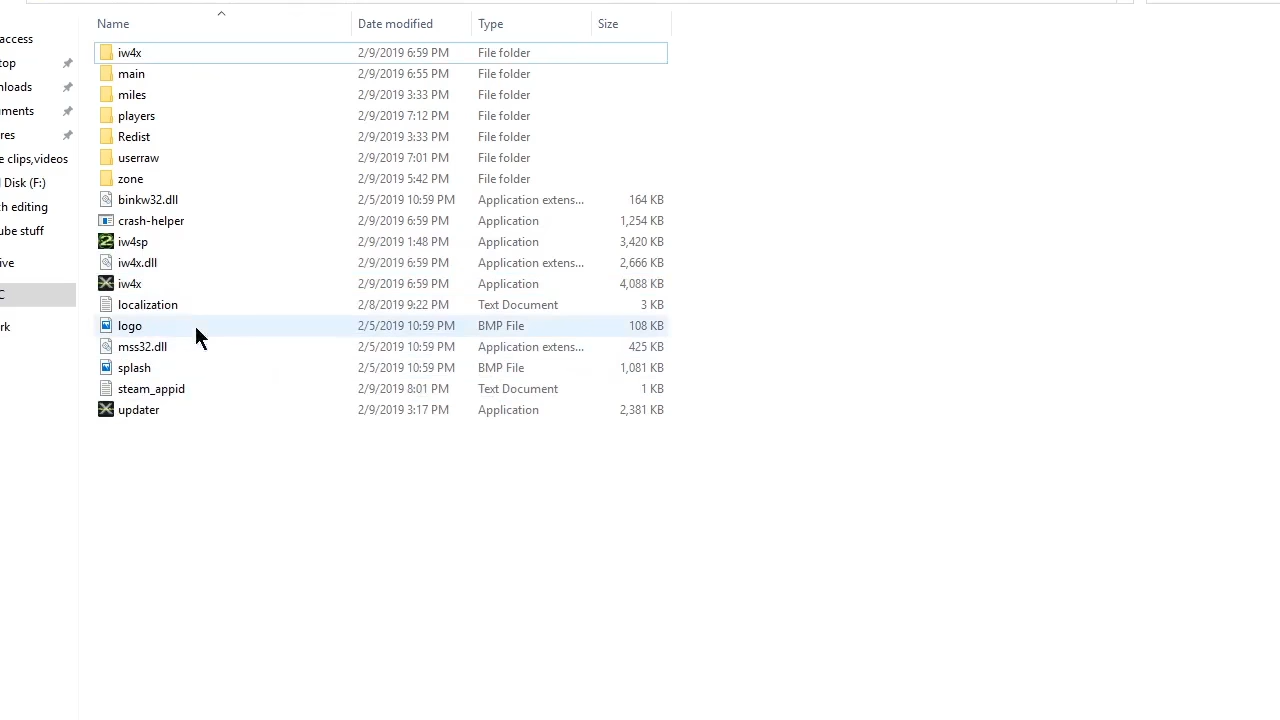 Name Date modified Type Size
access
iw4x 2/9/2019 6:59 PM File folder
top
main 2/9/2019 6:55 PM File folder
nloads
miles 2/9/2019 3:33 PM File folder
uments
players 2/9/2019 7:12 PM File folder
res
Redist 2/9/2019 3:33 PM File folder
e clips,videos
userraw 2/9/2019 7:01 PM File folder
l Disk (F:)
zone 2/9/2019 5:42 PM File folder
ch editing
binkw32.dll 2/5/2019 10:59 PM Application extens... 164 KB
crash-helper 2/9/2019 6:59 PM Application 1,254 KB
ube stuff
iw4sp 2/9/2019 1:48 PM Application 3,420 KB
ive
iw4x.dll 2/9/2019 6:59 PM Application extens... 2,666 KB
iw4x 2/9/2019 6:59 PM Application 4,088 KB
C
localization 2/8/2019 9:22 PM Text Document 3 KB
rk
logo 2/5/2019 10:59 PM BMP File 108 KB
mss32.dll 2/5/2019 10:59 PM Application extens... 425 KB
splash 2/5/2019 10:59 PM BMP File 1,081 KB
steam_appid 2/9/2019 8:01 PM Text Document 1 KB
updater 2/9/2019 3:17 PM Application 2,381 KB